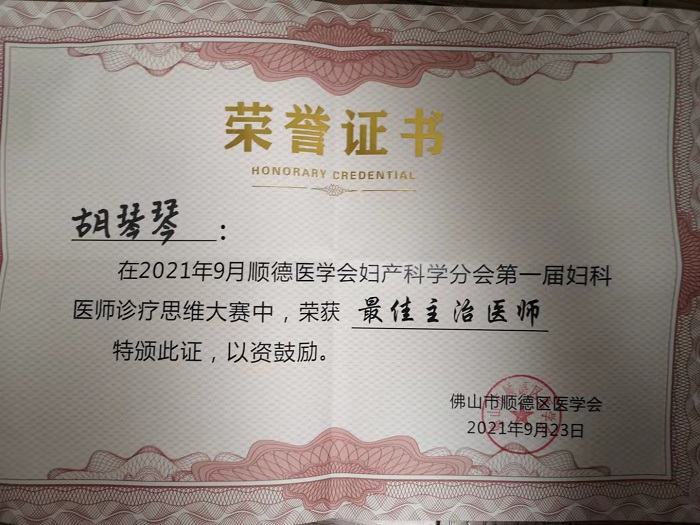 荣誉证书
HONORARY CREDENTIAL
胡琴琴：
在2021年9月顺德医学会妇产科学分会第一届妇科
医师诊疗思维大赛中，荣获 最佳主治医师
特颁此证，以资鼓励。
佛山市顺德区医学会
2021年9月23日